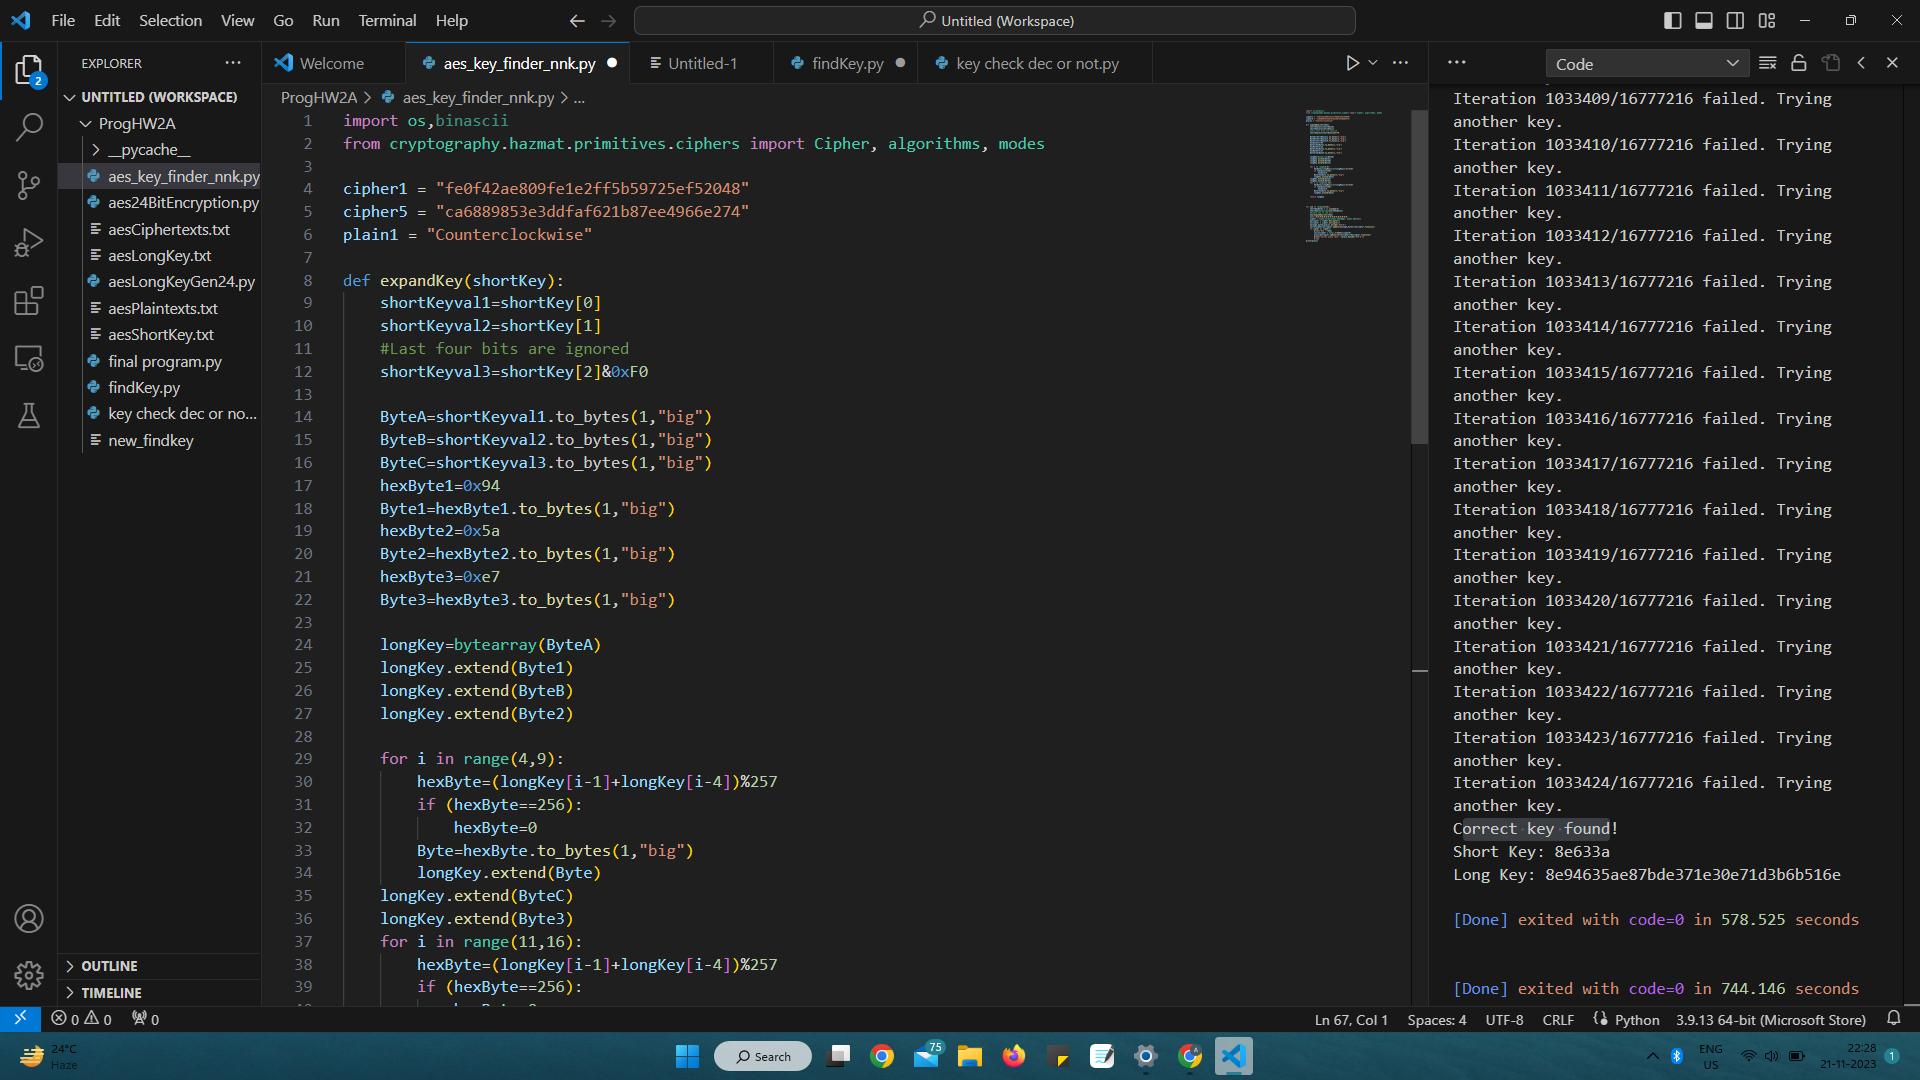 File Edit Selection View Go Run Terminal Help
Untitled (Workspace)
EXPLORER
2
UNTITLED (WORKSPACE)
ProgHW2A
__pycache__
aes_key_finder_nnk.py
aes24BitEncryption.py
aesCiphertexts.txt
aesLongKey.txt
aesLongKeyGen24.py
aesPlaintexts.txt
aesShortKey.txt
final program.py
findKey.py
key check dec or no...
new_findkey
OUTLINE
TIMELINE
Welcome
aes_key_finder_nnk.py
Untitled-1
findKey.py
key check dec or not.py
ProgHW2A > aes_key_finder_nnk.py > ...
1 import os,binascii
2 from cryptography.hazmat.primitives.ciphers import Cipher, algorithms, modes
3
4 cipher1 = "fe0f42ae809fe1e2ff5b59725ef52048"
5 cipher5 = "ca6889853e3ddfaf621b87ee4966e274"
6 plain1 = "Counterclockwise"
7
8 def expandKey(shortKey):
9 shortKeyval1=shortKey[0]
10 shortKeyval2=shortKey[1]
11 #Last four bits are ignored
12 shortKeyval3=shortKey[2]&0xF0
13
14 ByteA=shortKeyval1.to_bytes(1,"big")
15 ByteB=shortKeyval2.to_bytes(1,"big")
16 ByteC=shortKeyval3.to_bytes(1,"big")
17 hexByte1=0x94
18 Byte1=hexByte1.to_bytes(1,"big")
19 hexByte2=0x5a
20 Byte2=hexByte2.to_bytes(1,"big")
21 hexByte3=0xe7
22 Byte3=hexByte3.to_bytes(1,"big")
23
24 longKey=bytearray(ByteA)
25 longKey.extend(Byte1)
26 longKey.extend(ByteB)
27 longKey.extend(Byte2)
28
29 for i in range(4,9):
30 hexByte=(longKey[i-1]+longKey[i-4])%257
31 if (hexByte==256):
32 hexByte=0
33 Byte=hexByte.to_bytes(1,"big")
34 longKey.extend(Byte)
35 longKey.extend(ByteC)
36 longKey.extend(Byte3)
37 for i in range(11,16):
38 hexByte=(longKey[i-1]+longKey[i-4])%257
39 if (hexByte==256):
Code
Iteration 1033409/16777216 failed. Trying
another key.
Iteration 1033410/16777216 failed. Trying
another key.
Iteration 1033411/16777216 failed. Trying
another key.
Iteration 1033412/16777216 failed. Trying
another key.
Iteration 1033413/16777216 failed. Trying
another key.
Iteration 1033414/16777216 failed. Trying
another key.
Iteration 1033415/16777216 failed. Trying
another key.
Iteration 1033416/16777216 failed. Trying
another key.
Iteration 1033417/16777216 failed. Trying
another key.
Iteration 1033418/16777216 failed. Trying
another key.
Iteration 1033419/16777216 failed. Trying
another key.
Iteration 1033420/16777216 failed. Trying
another key.
Iteration 1033421/16777216 failed. Trying
another key.
Iteration 1033422/16777216 failed. Trying
another key.
Iteration 1033423/16777216 failed. Trying
another key.
Iteration 1033424/16777216 failed. Trying
another key.
Correct key found!
Short Key: 8e633a
Long Key: 8e94635ae87bde371e30e71d3b6b516e
[Done] exited with code=0 in 578.525 seconds
[Done] exited with code=0 in 744.146 seconds
0 0 0
Ln 67, Col 1 Spaces: 4 UTF-8 CRLF Python 3.9.13 64-bit (Microsoft Store)
24°C
Haze
Search
75
ENG
US
22:28
21-11-2023
1